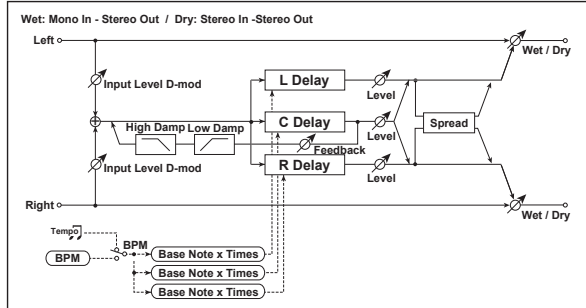 Wet: Mono In - Stereo Out / Dry: Stereo In -Stereo Out
Left
Wet / Dry
Input Level D-mod
L Delay
Level
High Damp
Low Damp
C Delay
Level
Spread
Feedback
R Delay
Level
Input Level D-mod
Right
Wet / Dry
Tempo
BPM
BPM
Base Note x Times
Base Note x Times
Base Note x Times